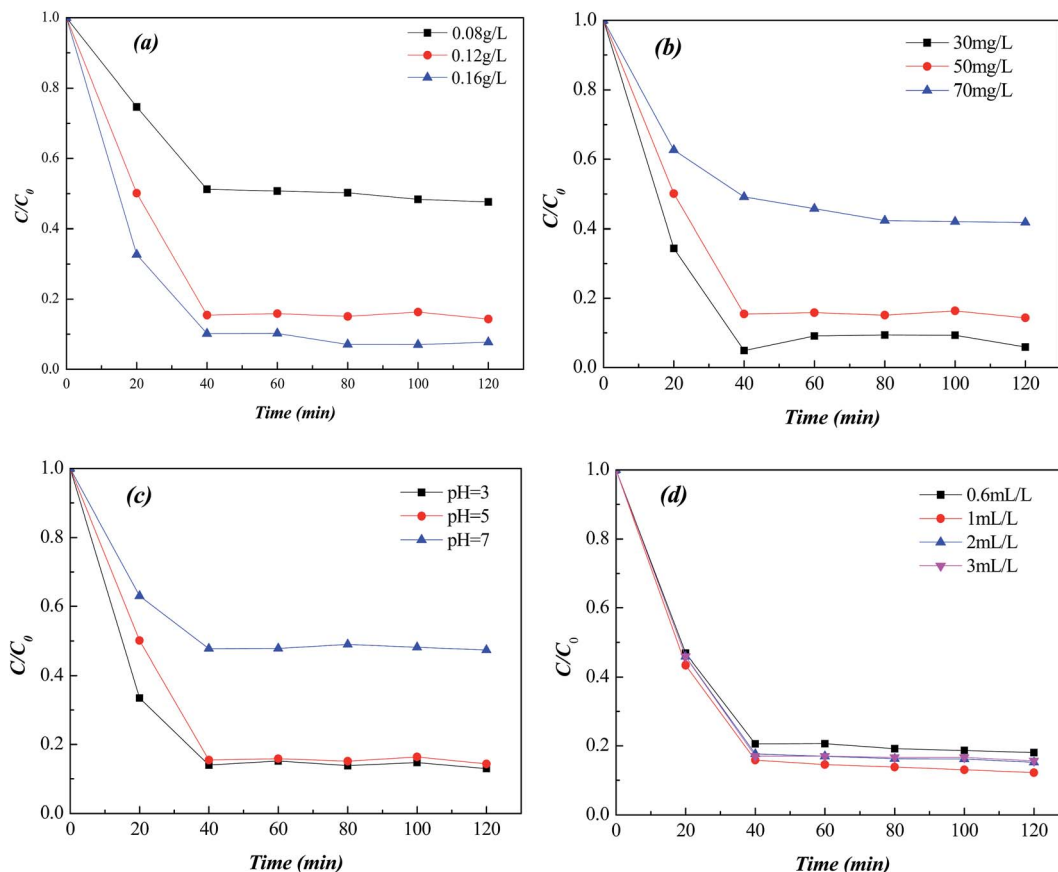 (a)
0.08g/L
0.12g/L
0.16g/L
1.0
0.8
0.6
0.4
0.2
0.0
C/C0
0 20 40 60 80 100 120
Time (min)
(b)
30mg/L
50mg/L
70mg/L
1.0
0.8
0.6
0.4
0.2
0.0
C/C0
0 20 40 60 80 100 120
Time (min)
(c)
pH=3
pH=5
pH=7
1.0
0.8
0.6
0.4
0.2
0.0
C/C0
0 20 40 60 80 100 120
Time (min)
(d)
0.6mL/L
1mL/L
2mL/L
3mL/L
1.0
0.8
0.6
0.4
0.2
0.0
C/C0
0 20 40 60 80 100 120
Time (min)